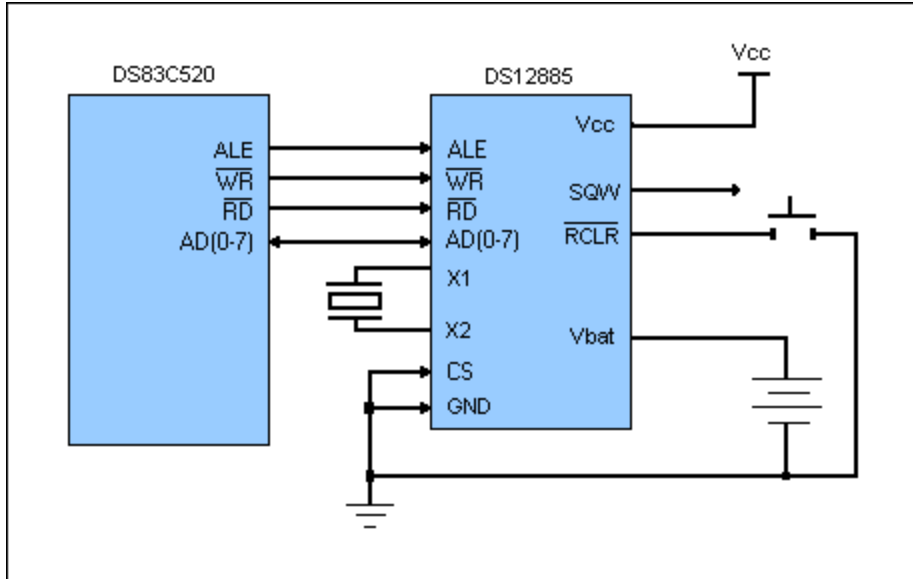 DS83C520
ALE
WR
RD
AD(0-7)
DS12885
ALE
WR
RD
AD(0-7)
X1
X2
CS
GND
Vcc
SQW
RCLR
Vbat
Vcc